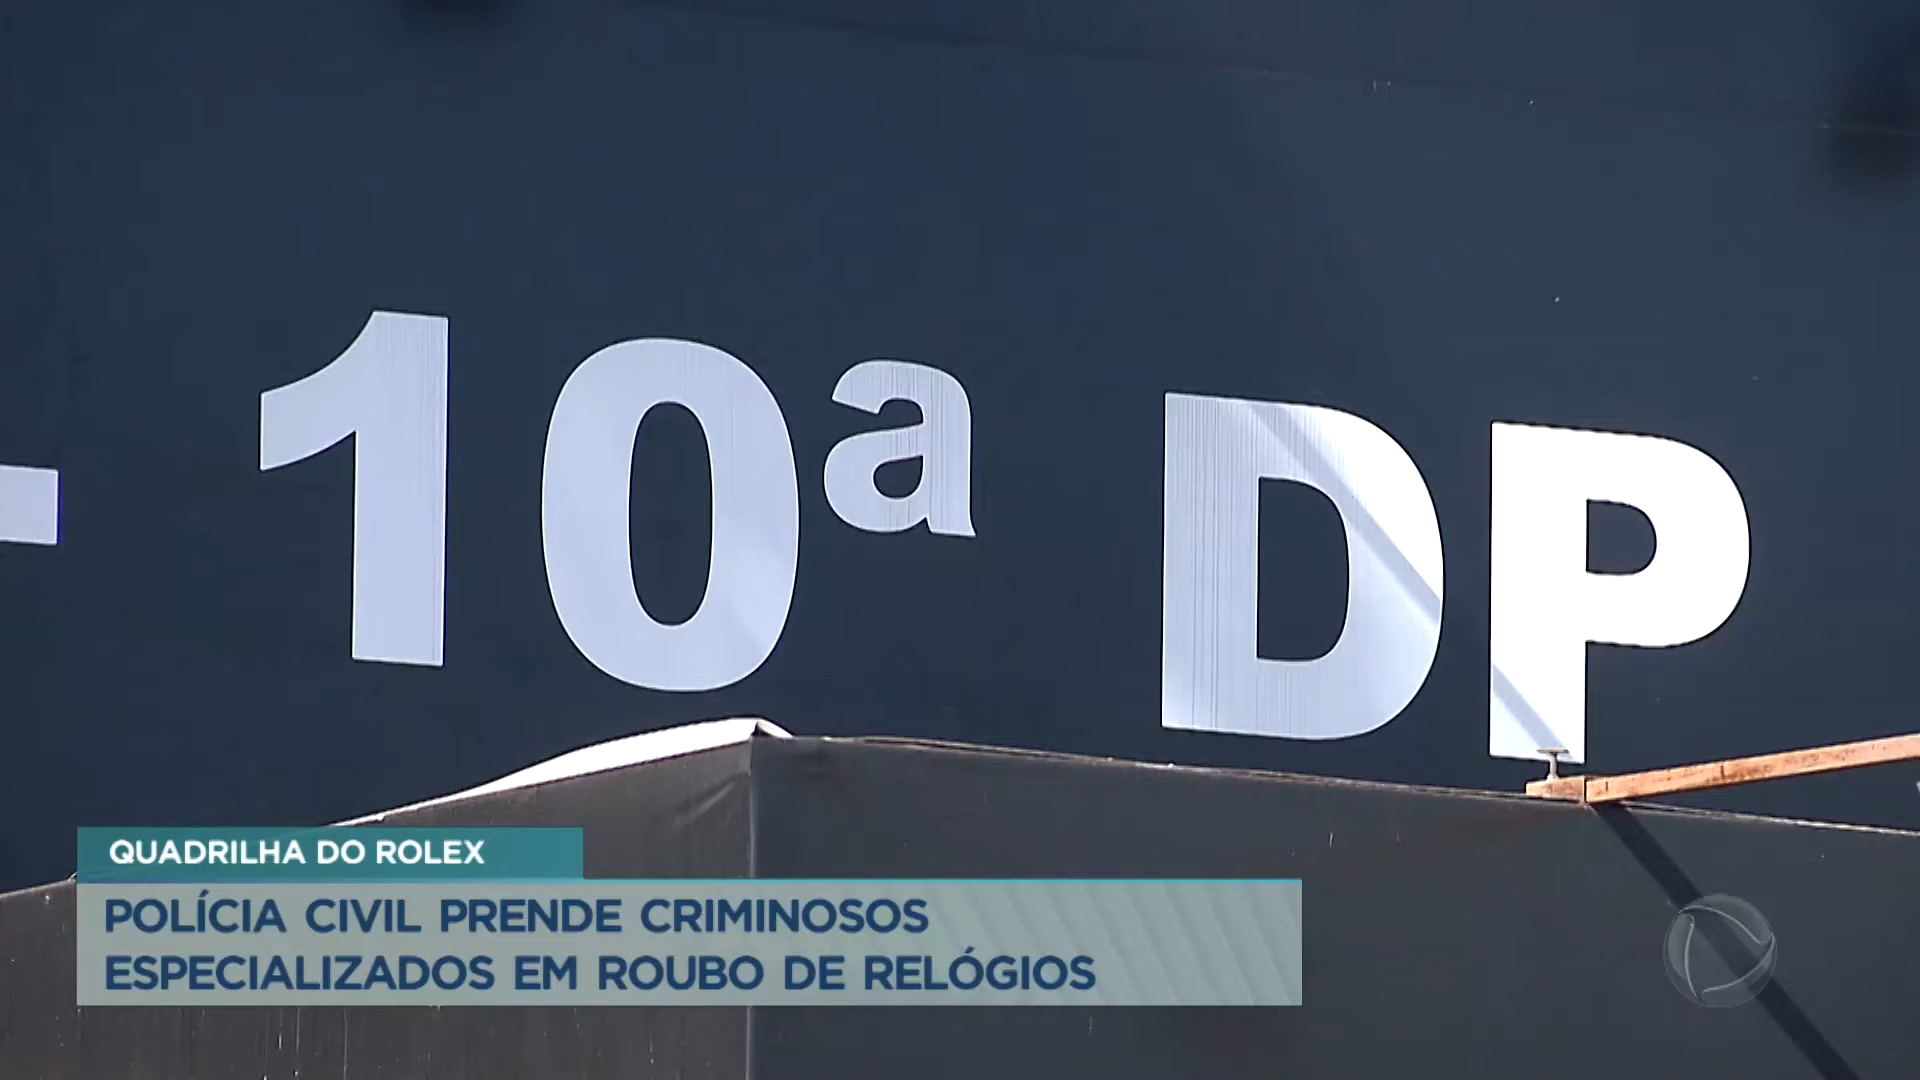 - 10ª DP
QUADRILHA DO ROLEX
POLÍCIA CIVIL PRENDE CRIMINOSOS
ESPECIALIZADOS EM ROUBO DE RELÓGIOS